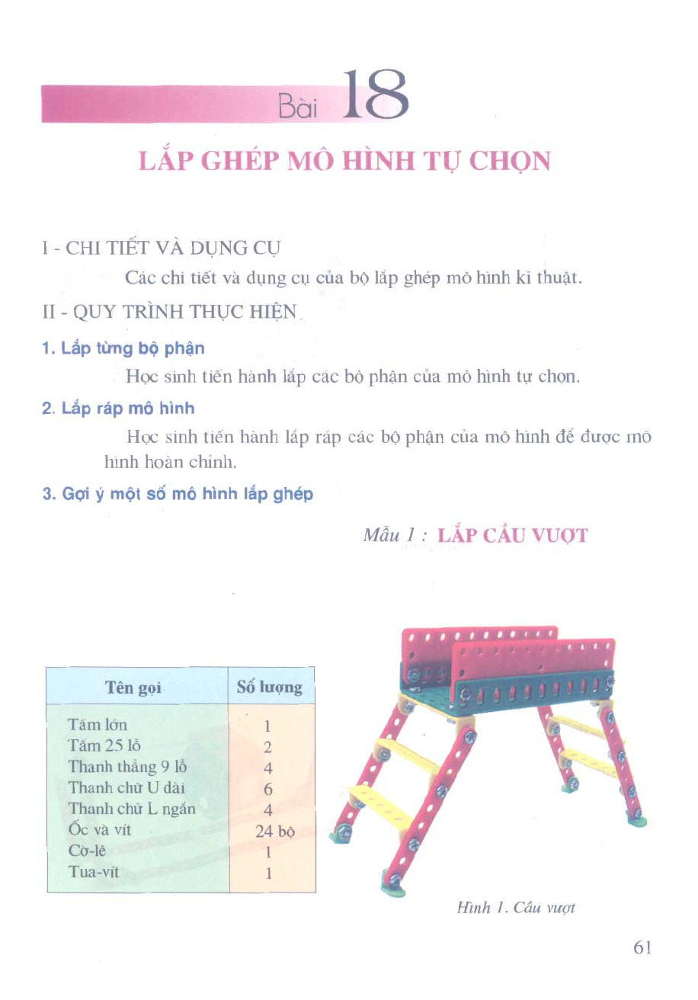 Bài 18
LẮP GHÉP MÔ HÌNH TỰ CHỌN
I - CHI TIẾT VÀ DỤNG CỤ
Các chi tiết và dụng cụ của bộ lắp ghép mô hình kĩ thuật.
II - QUY TRÌNH THỰC HIỆN
1. Lắp từng bộ phận
Học sinh tiến hành lắp các bộ phận của mô hình tự chọn.
2. Lắp ráp mô hình
Học sinh tiến hành lắp ráp các bộ phận của mô hình để được mô
hình hoàn chỉnh.
3. Gợi ý một số mô hình lắp ghép
Mẫu 1 : LẮP CẦU VƯỢT
Tên gọi Số lượng
Tấm lớn 1
Tấm 25 lỗ 2
Thanh thẳng 9 lỗ 4
Thanh chữ U dài 6
Thanh chữ L ngắn 4
Ốc và vít 24 bộ
Cờ-lê 1
Tua-vít 1
Hình 1. Cầu vượt
61